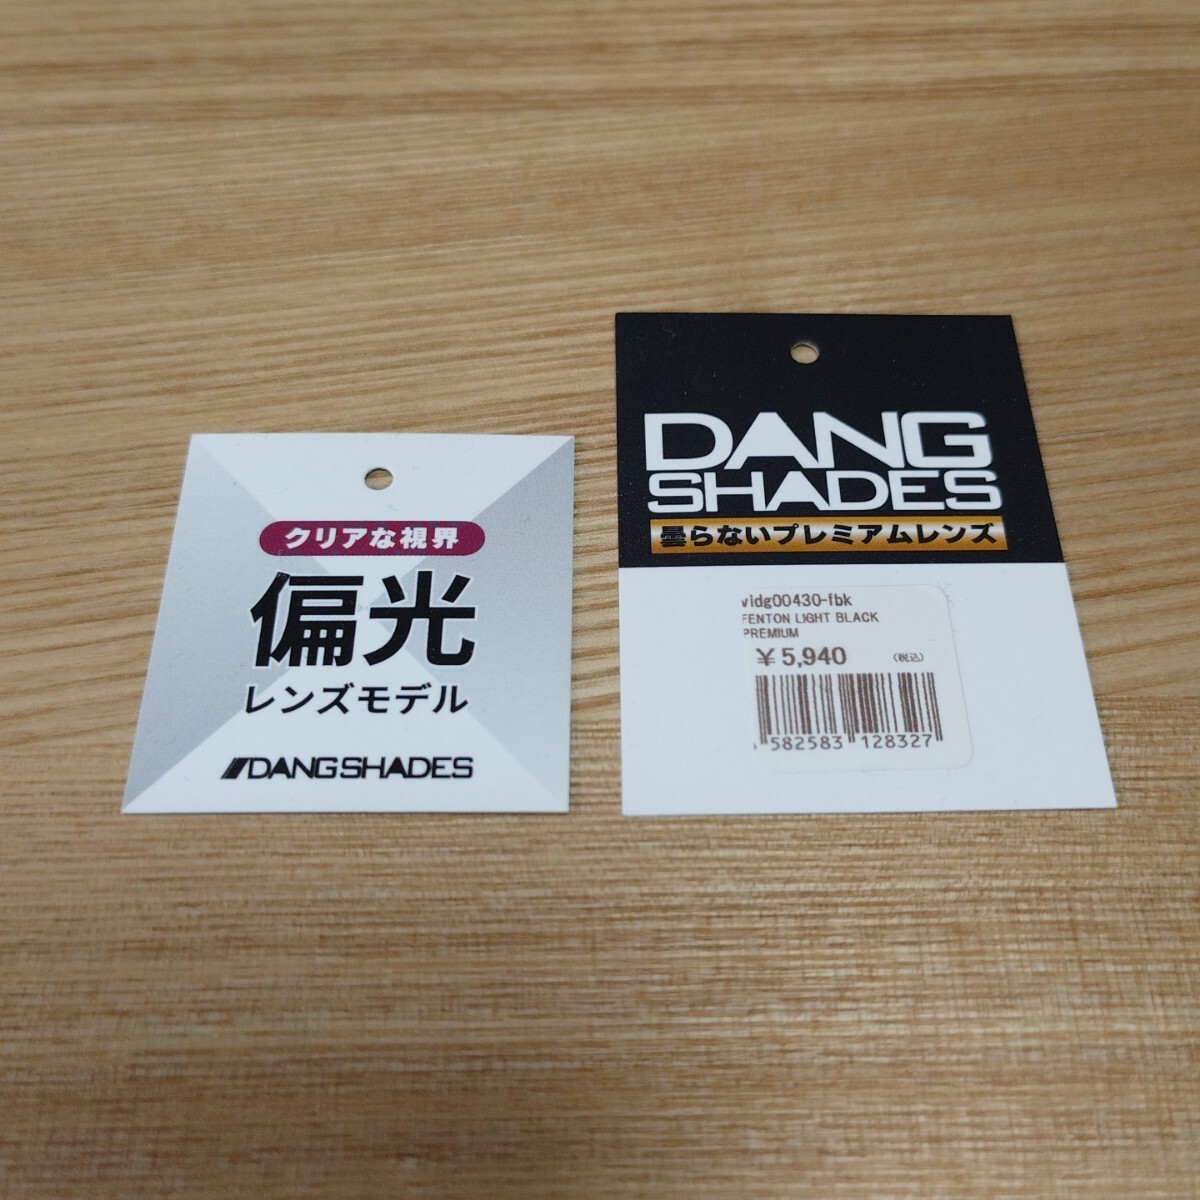 クリアな視界
偏光
レンズモデル
DANG SHADES
DANG
SHADES
曇らないプレミアムレンズ
vidg00430-fbk
FENTON LIGHT BLACK
PREMIUM
¥5,940 (税込)
582583 128327